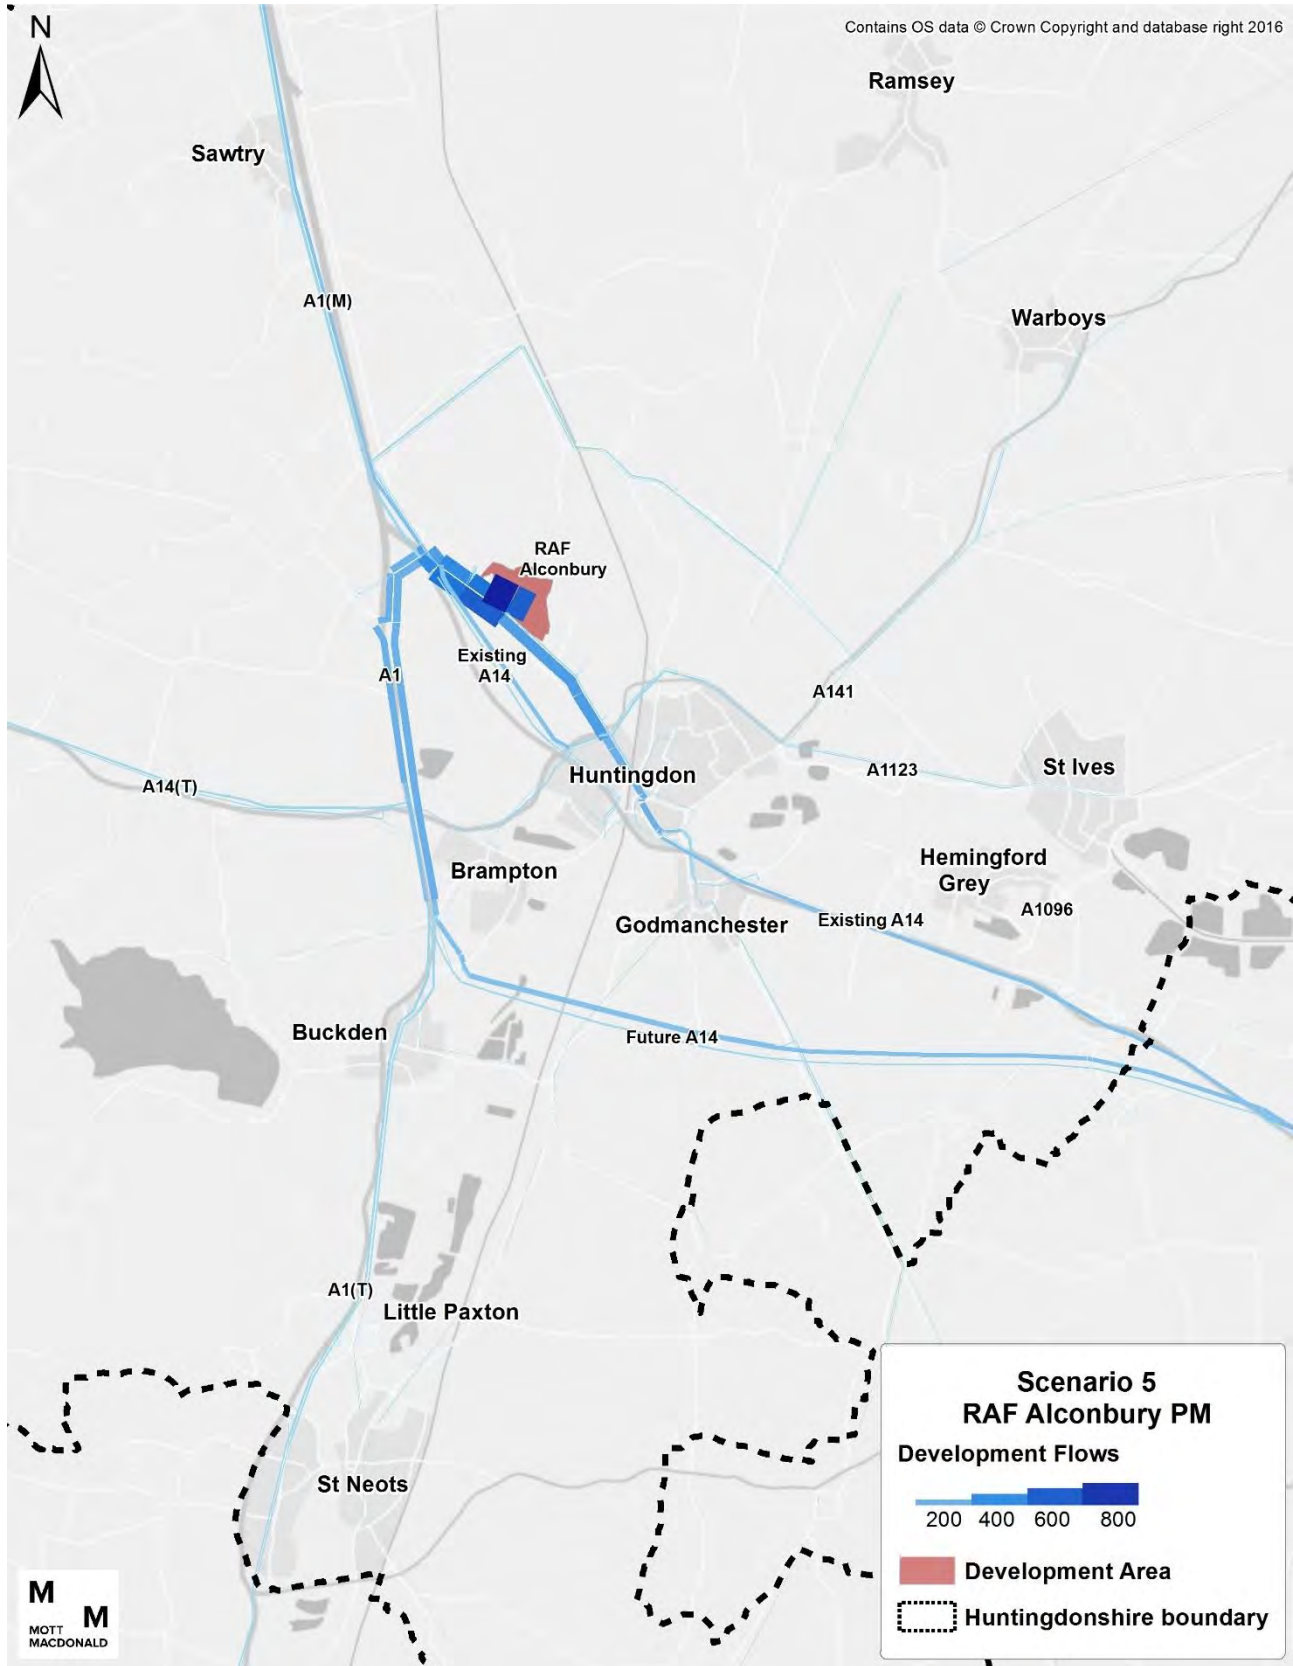 N
Contains OS data © Crown Copyright and database right 2016
Ramsey
Sawtry
A1(M)
Warboys
RAF
Alconbury
Existing
A14
A1
A141
Huntingdon
A1123
St Ives
A14(T)
Brampton
Hemingford
Grey
A1096
Godmanchester
Existing A14
Buckden
Future A14
A1(T)
Little Paxton
St Neots
Scenario 5
RAF Alconbury PM
Development Flows
200 400 600 800
Development Area
Huntingdonshire boundary
M
M
MOTT
MACDONALD